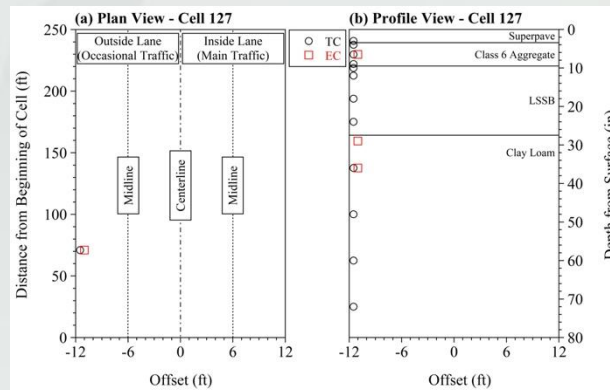 (a) Plan View - Cell 127
Outside Lane
(Occasional Traffic)
Inside Lane
(Main Traffic)
Midline
Centerline
Midline
Distance from Beginning of Cell (ft)
250
200
150
100
50
0
-12
-6
0
6
12
Offset (ft)
TC
EC
(b) Profile View - Cell 127
Superpave
Class 6 Aggregate
LSSB
Clay Loam
0
10
20
30
40
50
60
70
80
Depth from Surface (in)
-12
-6
0
6
12
Offset (ft)